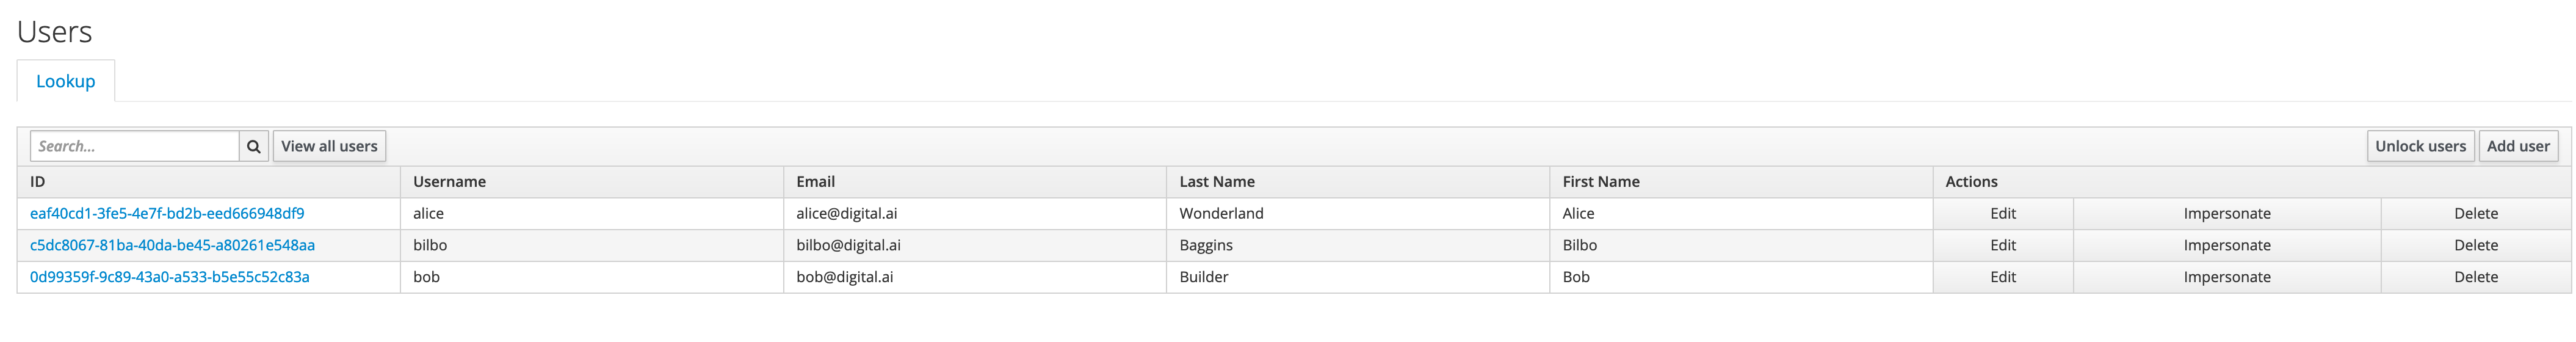 Users
Lookup
Search... View all users Unlock users Add user
ID Username Email Last Name First Name Actions
eaf40cd1-3fe5-4e7f-bd2b-eed666948df9 alice alice@digital.ai Wonderland Alice Edit Impersonate Delete
c5dc8067-81ba-40da-be45-a80261e548aa bilbo bilbo@digital.ai Baggins Bilbo Edit Impersonate Delete
0d99359f-9c89-43a0-a533-b5e55c52c83a bob bob@digital.ai Builder Bob Edit Impersonate Delete